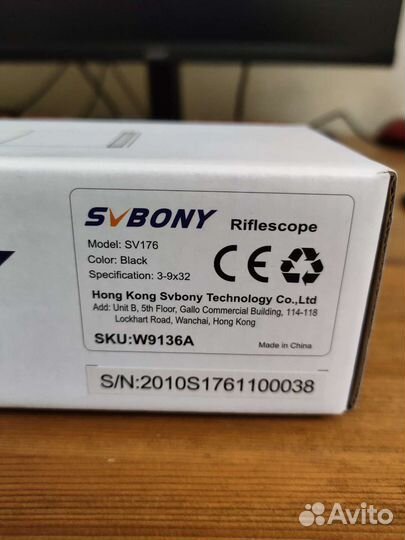 SVBONY Riflescope
Model: SV176
Color: Black
Specification: 3-9x32
CE
Hong Kong Svbony Technology Co.,Ltd
Add: Unit B, 5th Floor, Gallo Commercial Building, 114-118
Lockhart Road, Wanchai, Hong Kong
SKU:W9136A
Made in China
S/N:2010S1761100038
NY
Avito